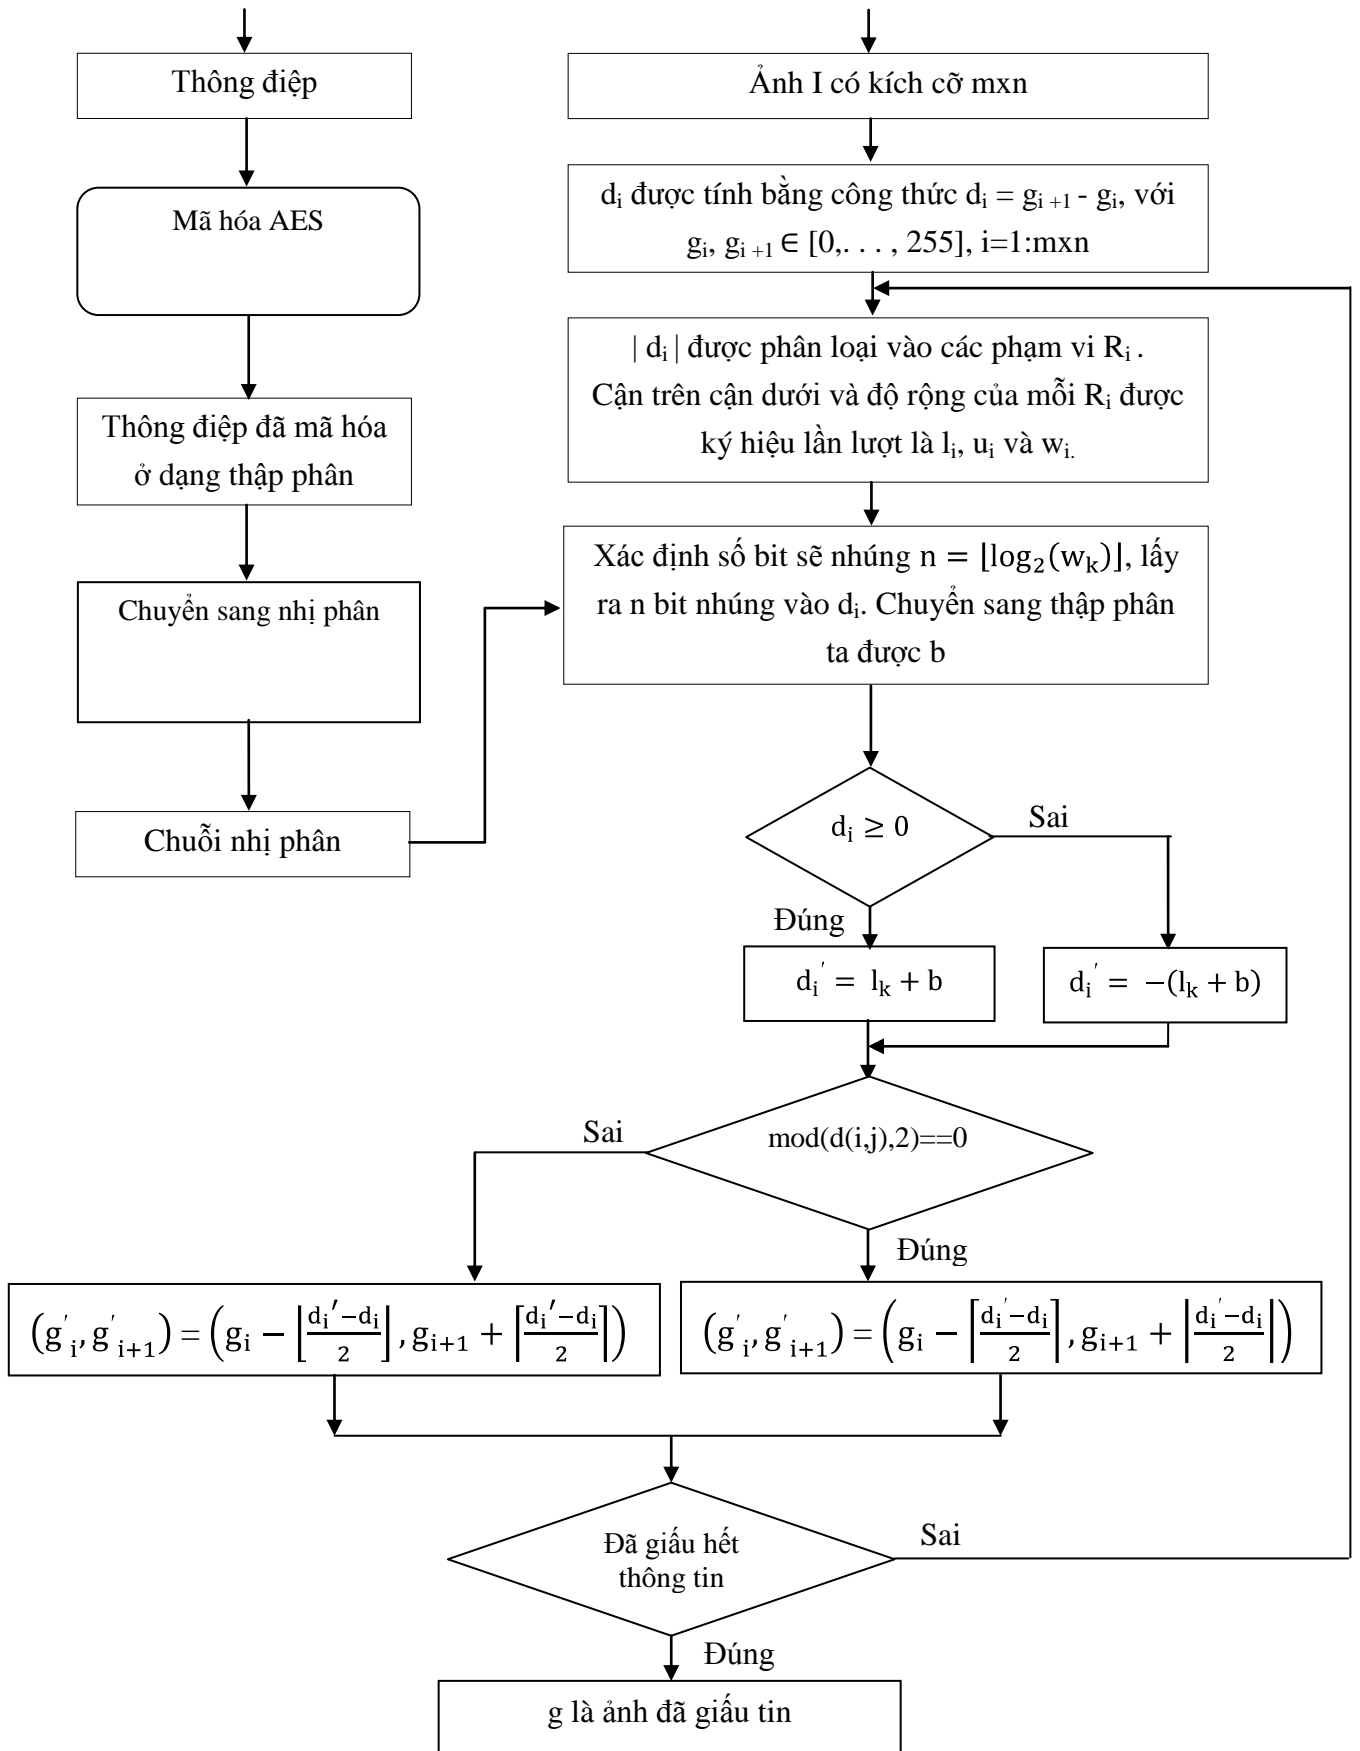 Thông điệp
Mã hóa AES
Thông điệp đã mã hóa
ở dạng thập phân
Chuyển sang nhị phân
Chuỗi nhị phân
Ảnh I có kích cỡ mxn
dᵢ được tính bằng công thức dᵢ = gᵢ₊₁ - gᵢ, với
gᵢ, gᵢ₊₁ ∈ [0,. . . , 255], i=1:mxn
| dᵢ | được phân loại vào các phạm vi Rᵢ .
Cận trên cận dưới và độ rộng của mỗi Rᵢ được
ký hiệu lần lượt là lᵢ, uᵢ và wᵢ.
Xác định số bit sẽ nhúng n = ⌊log₂(wₖ)⌋, lấy
ra n bit nhúng vào dᵢ. Chuyển sang thập phân
ta được b
dᵢ ≥ 0
Sai
Đúng
dᵢ′ = lₖ + b
dᵢ′ = −(lₖ + b)
mod(d(i,j),2)==0
Sai
Đúng
(g′ᵢ, g′ᵢ₊₁) = (gᵢ − ⌊(dᵢ′−dᵢ)/2⌋, gᵢ₊₁ + ⌈(dᵢ′−dᵢ)/2⌉)
(g′ᵢ, g′ᵢ₊₁) = (gᵢ − ⌈(dᵢ′−dᵢ)/2⌉, gᵢ₊₁ + |(dᵢ′−dᵢ)/2|)
Đã giấu hết
thông tin
Sai
Đúng
g là ảnh đã giấu tin